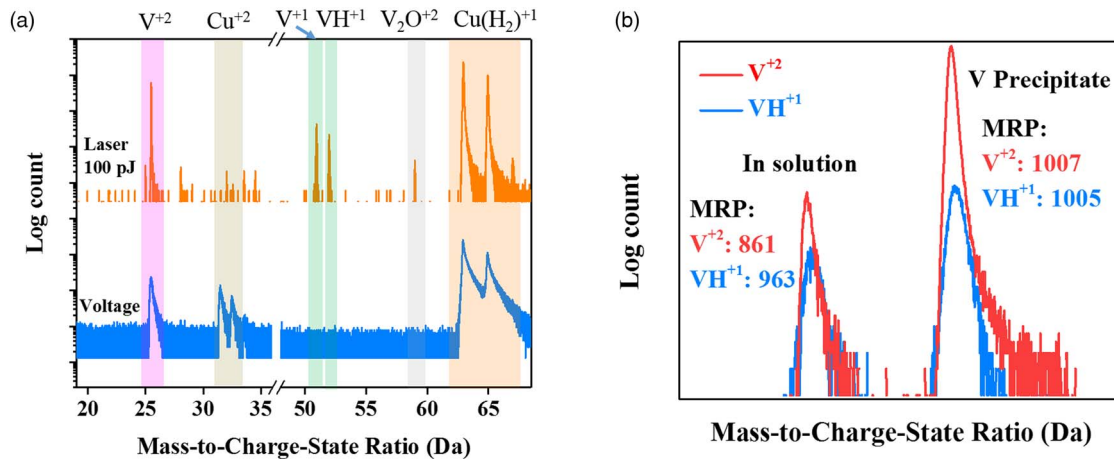 (a)
V+2 Cu+2 V+1 VH+1 V2O+2 Cu(H2)+1
Log count
Laser
100 pJ
Voltage
20 25 30 35 50 55 60 65
Mass-to-Charge-State Ratio (Da)
(b)
V+2
VH+1
V Precipitate
MRP:
V+2: 1007
VH+1: 1005
In solution
MRP:
V+2: 861
VH+1: 963
Log count
Mass-to-Charge-State Ratio (Da)